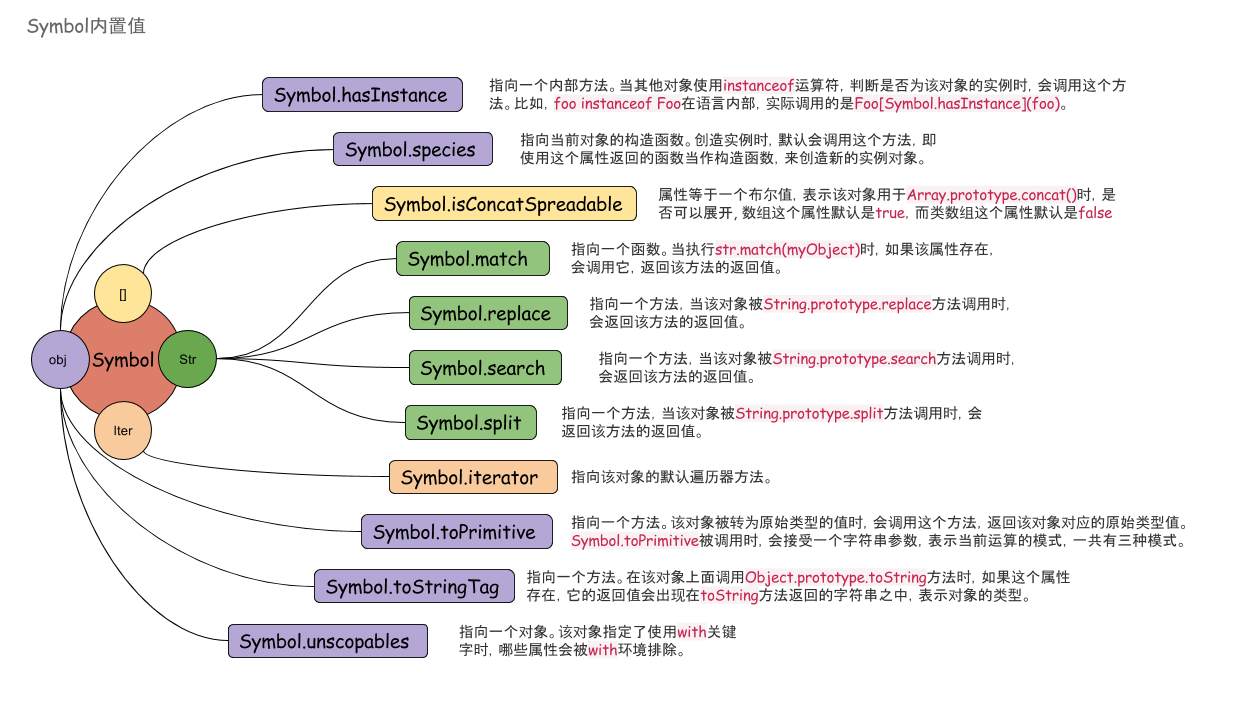 Symbol内置值
Symbol.hasInstance
指向一个内部方法。当其他对象使用instanceof运算符, 判断是否为该对象的实例时, 会调用这个方
法。比如, foo instanceof Foo在语言内部, 实际调用的是Foo[Symbol.hasInstance](foo)。
Symbol.species
指向当前对象的构造函数。创造实例时, 默认会调用这个方法, 即
使用这个属性返回的函数当作构造函数, 来创造新的实例对象。
Symbol.isConcatSpreadable
属性等于一个布尔值, 表示该对象用于Array.prototype.concat()时, 是
否可以展开, 数组这个属性默认是true, 而类数组这个属性默认是false
Symbol.match
指向一个函数。当执行str.match(myObject)时, 如果该属性存在,
会调用它, 返回该方法的返回值。
[]
Symbol.replace
指向一个方法, 当该对象被String.prototype.replace方法调用时,
会返回该方法的返回值。
obj
Symbol
Str
Symbol.search
指向一个方法, 当该对象被String.prototype.search方法调用时,
会返回该方法的返回值。
Iter
Symbol.split
指向一个方法, 当该对象被String.prototype.split方法调用时, 会
返回该方法的返回值。
Symbol.iterator
指向该对象的默认遍历器方法。
Symbol.toPrimitive
指向一个方法。该对象被转为原始类型的值时, 会调用这个方法, 返回该对象对应的原始类型值。
Symbol.toPrimitive被调用时, 会接受一个字符串参数, 表示当前运算的模式, 一共有三种模式。
Symbol.toStringTag
指向一个方法。在该对象上面调用Object.prototype.toString方法时, 如果这个属性
存在, 它的返回值会出现在toString方法返回的字符串之中, 表示对象的类型。
Symbol.unscopables
指向一个对象。该对象指定了使用with关键
字时, 哪些属性会被with环境排除。